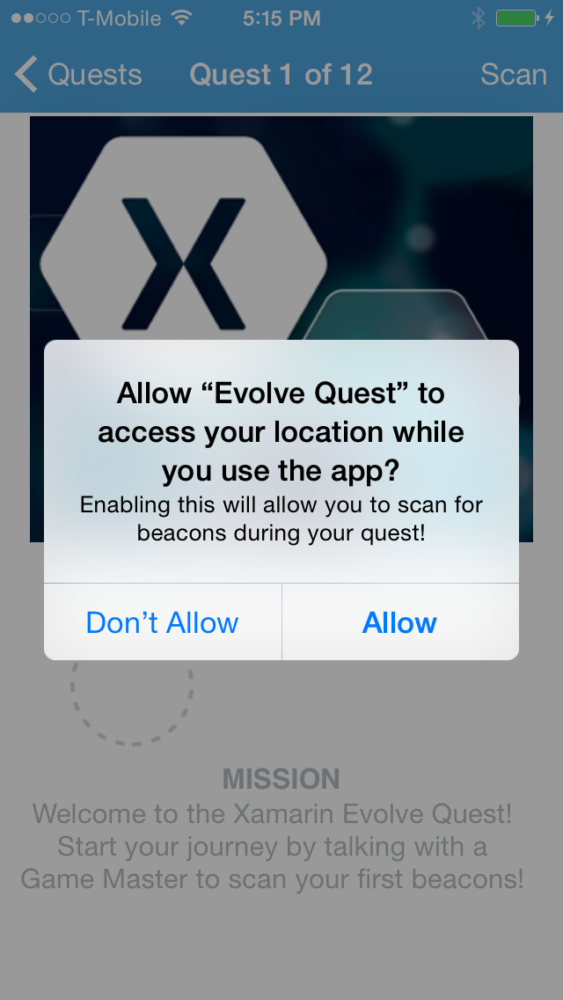 T-Mobile 5:15 PM
Quests Quest 1 of 12 Scan
X
Allow “Evolve Quest” to
access your location while
you use the app?
Enabling this will allow you to scan for
beacons during your quest!
Don’t Allow Allow
MISSION
Welcome to the Xamarin Evolve Quest!
Start your journey by talking with a
Game Master to scan your first beacons!